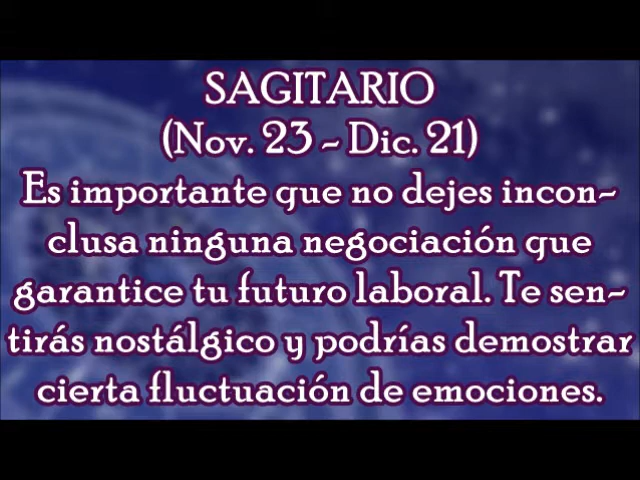 SAGITARIO
(Nov. 23 - Dic. 21)
Es importante que no dejes incon-
clusa ninguna negociación que
garantice tu futuro laboral. Te sen-
tirás nostálgico y podrías demostrar
cierta fluctuación de emociones.